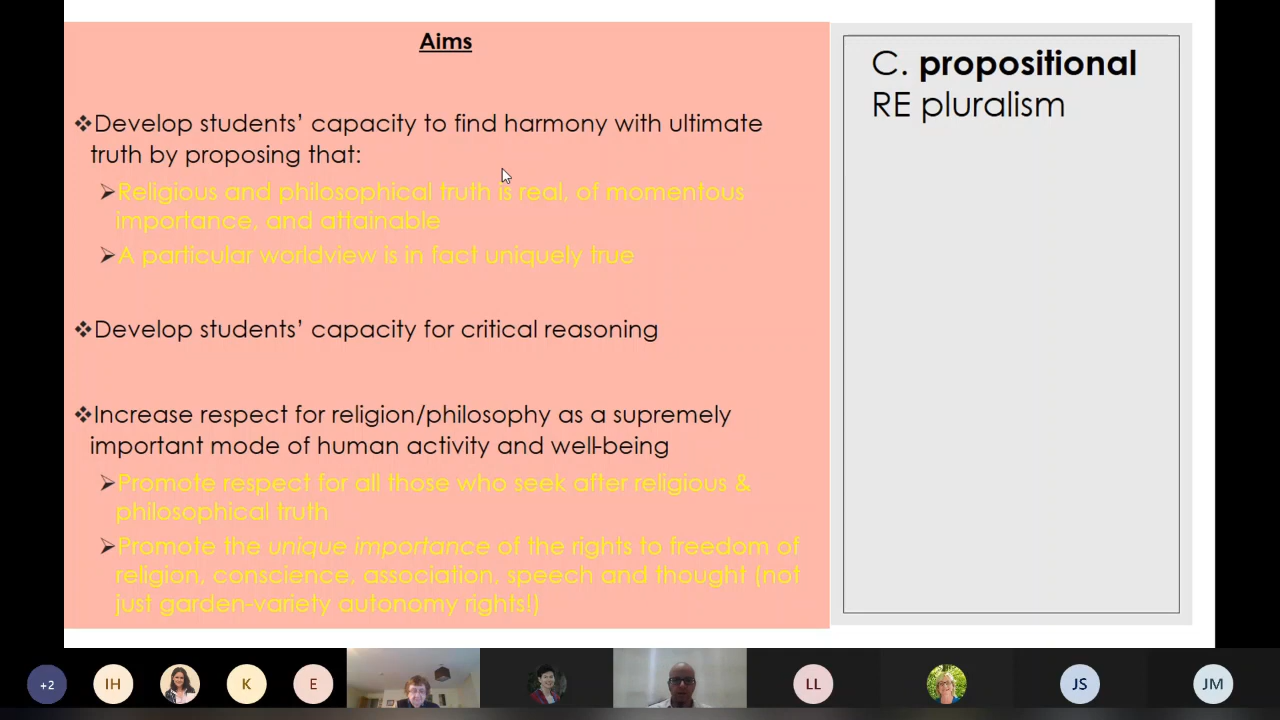 Aims
❖Develop students’ capacity to find harmony with ultimate
truth by proposing that:
➢Religious and philosophical truth is real, of momentous
importance, and attainable
➢A particular worldview is in fact uniquely true
❖Develop students’ capacity for critical reasoning
❖Increase respect for religion/philosophy as a supremely
important mode of human activity and well-being
➢Promote respect for all those who seek after religious &
philosophical truth
➢Promote the unique importance of the rights to freedom of
religion, conscience, association, speech and thought (not
just garden-variety autonomy rights!)
C. propositional
RE pluralism
+2
IH
K
E
LL
JS
JM